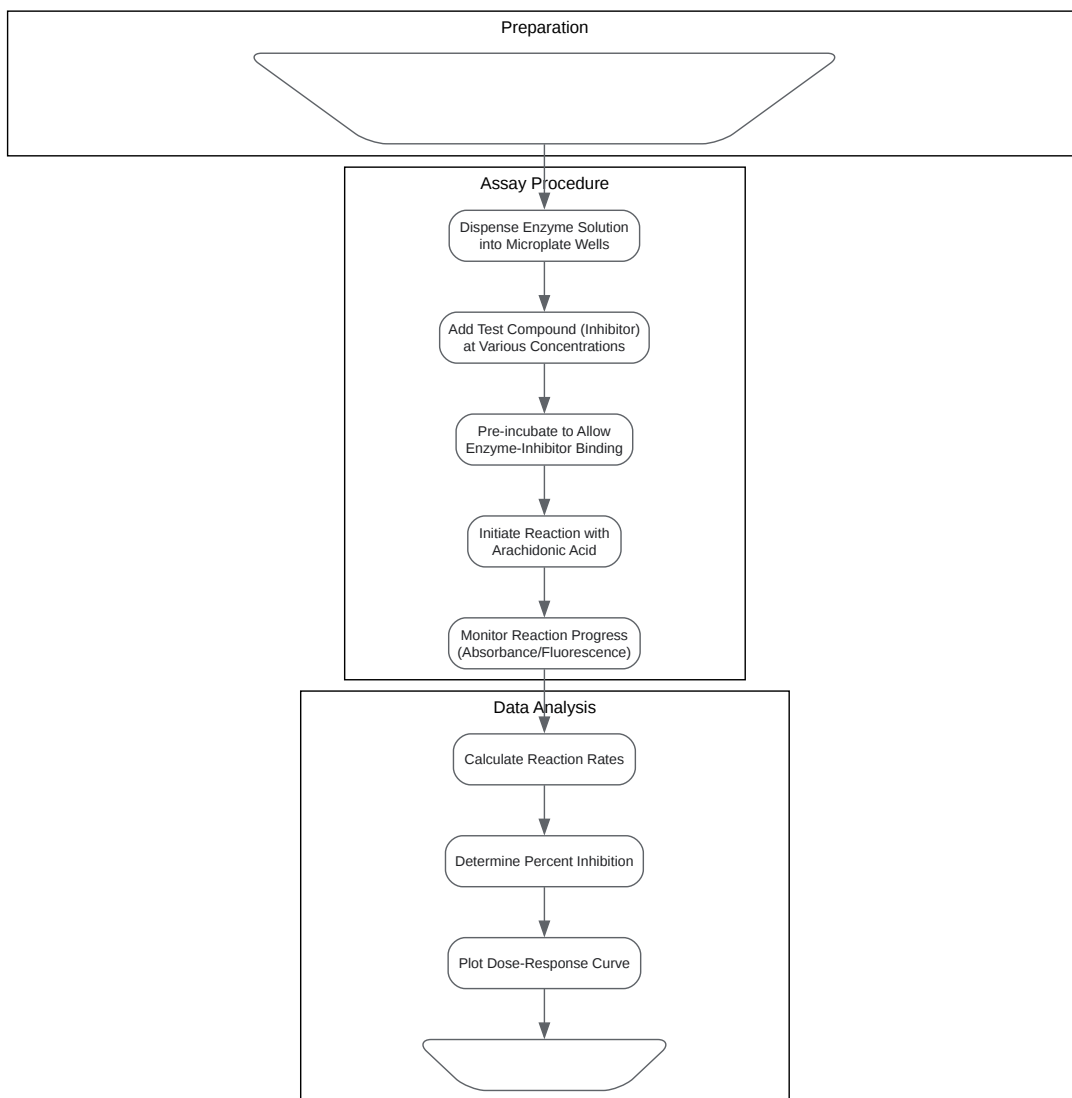 Preparation
Assay Procedure
Dispense Enzyme Solution
into Microplate Wells
Add Test Compound (Inhibitor)
at Various Concentrations
Pre-incubate to Allow
Enzyme-Inhibitor Binding
Initiate Reaction with
Arachidonic Acid
Monitor Reaction Progress
(Absorbance/Fluorescence)
Data Analysis
Calculate Reaction Rates
Determine Percent Inhibition
Plot Dose-Response Curve